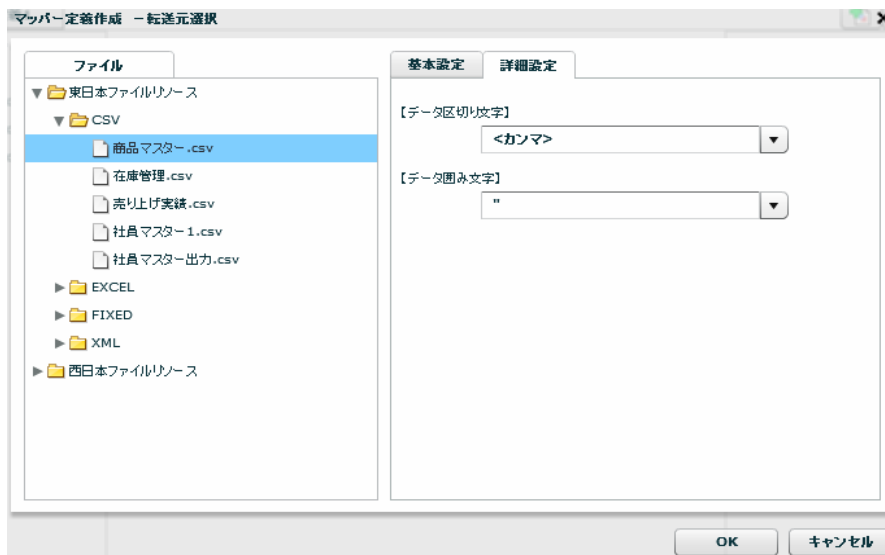 マッパー定義作成 －転送元選択
ファイル
東日本ファイルリソース
CSV
商品マスター.csv
在庫管理.csv
売り上げ実績.csv
社員マスター1.csv
社員マスター出力.csv
EXCEL
FIXED
XML
西日本ファイルリソース
基本設定 詳細設定
【データ区切り文字】
<カンマ>
【データ囲み文字】
"
OK キャンセル